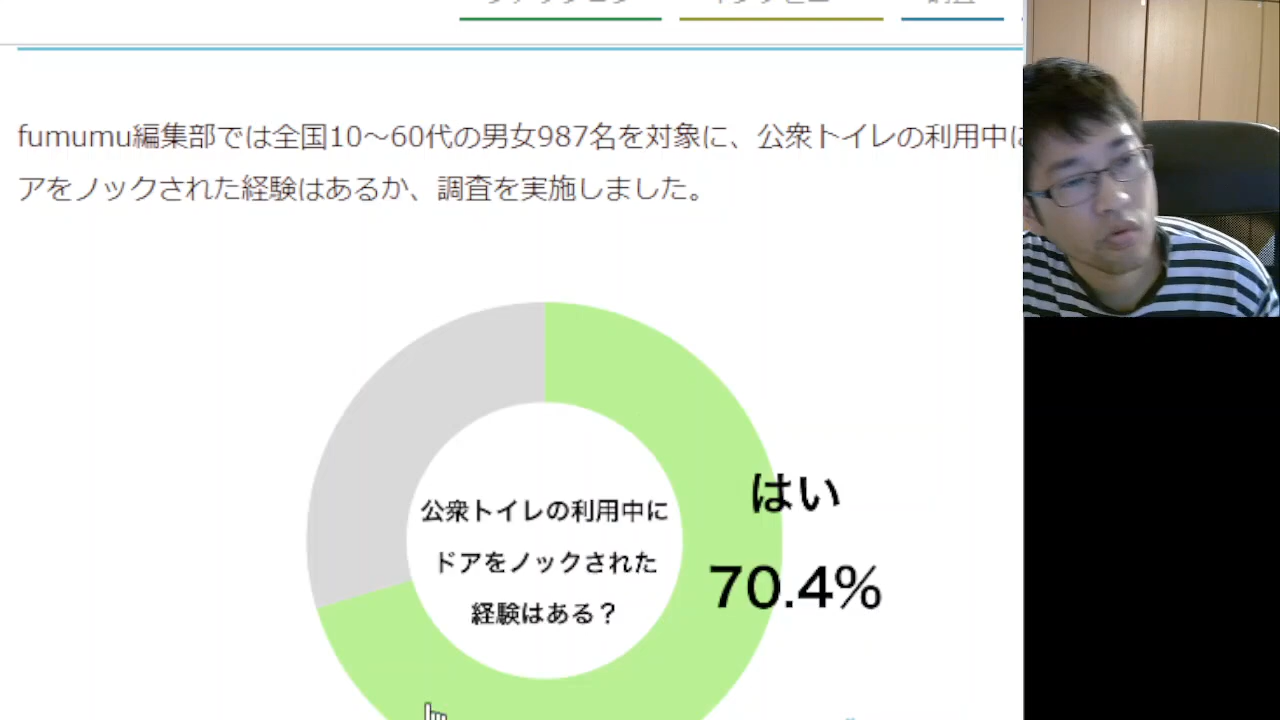 fumumu編集部では全国10〜60代の男女987名を対象に、公衆トイレの利用中に
アをノックされた経験はあるか、調査を実施しました。
公衆トイレの利用中に
ドアをノックされた
経験はある？
はい
70.4%